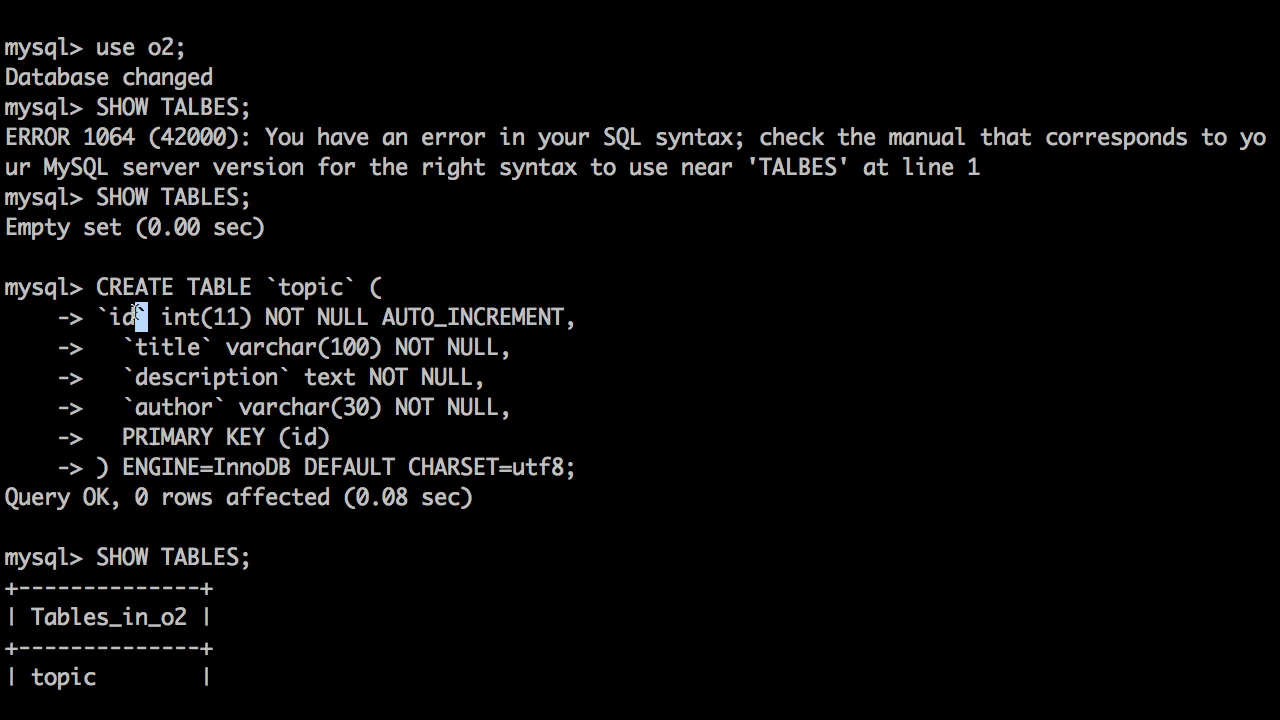 mysql> use o2;
Database changed
mysql> SHOW TALBES;
ERROR 1064 (42000): You have an error in your SQL syntax; check the manual that corresponds to yo
ur MySQL server version for the right syntax to use near 'TALBES' at line 1
mysql> SHOW TABLES;
Empty set (0.00 sec)
mysql> CREATE TABLE `topic` (
    -> `id` int(11) NOT NULL AUTO_INCREMENT,
    ->   `title` varchar(100) NOT NULL,
    ->   `description` text NOT NULL,
    ->   `author` varchar(30) NOT NULL,
    ->   PRIMARY KEY (id)
    -> ) ENGINE=InnoDB DEFAULT CHARSET=utf8;
Query OK, 0 rows affected (0.08 sec)
mysql> SHOW TABLES;
+--------------+
| Tables_in_o2 |
+--------------+
| topic        |